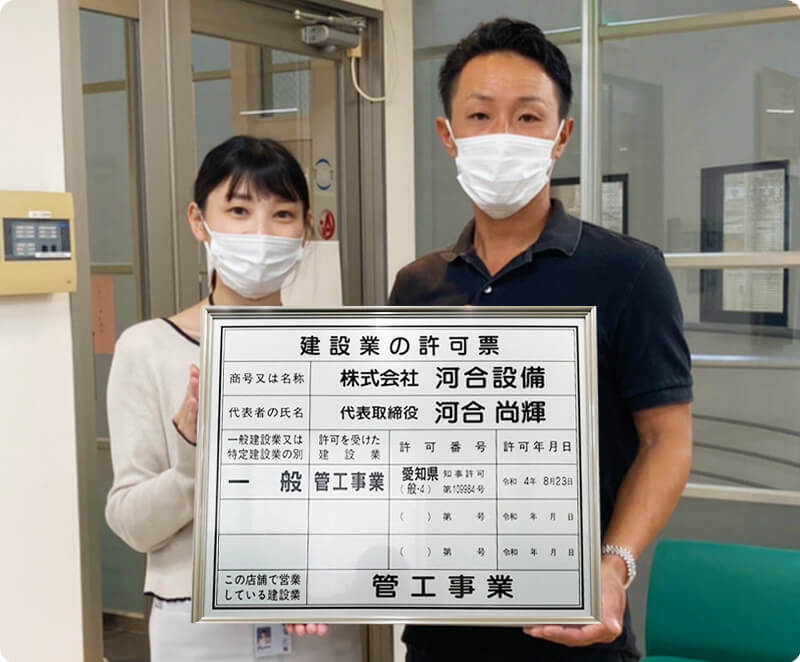 建設業の許可票
商号又は名称 株式会社 河合設備
代表者の氏名 代表取締役 河合 尚輝
一般建設業又は 許可を受けた 許可番号 許可年月日
特定建設業の別 建設業
一般 管工事業 愛知県 知事許可 令和 4年 8月23日
(般-4) 第109984号
( ) 第 号 令和 年 月 日
( ) 第 号 令和 年 月 日
この店舗で営業 管工事業
している建設業